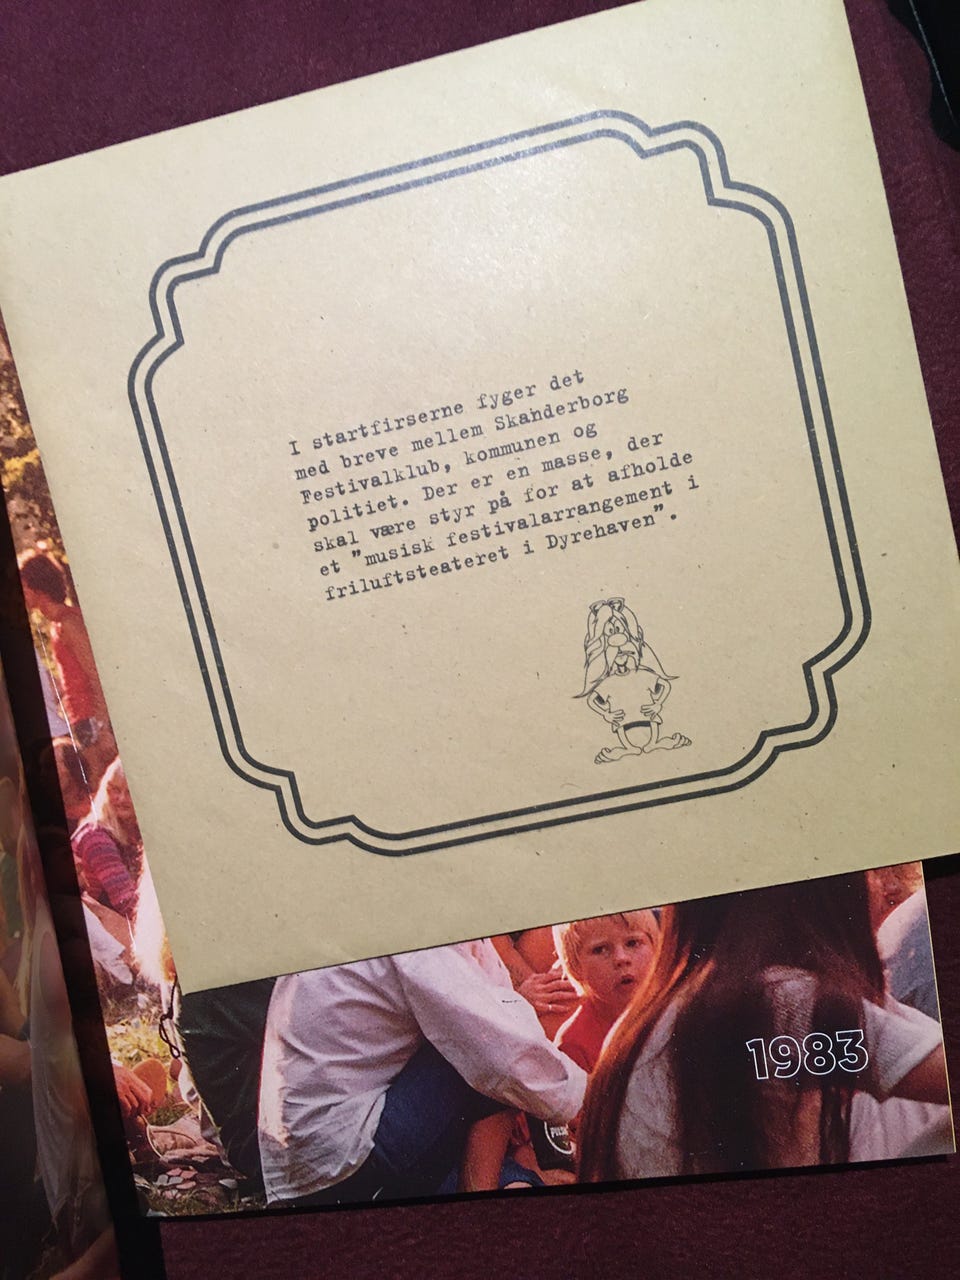 I startfirserne fyger det
med breve mellem Skanderborg
Festivalklub, kommunen og
politiet. Der er en masse, der
skal være styr på for at afholde
et "musisk festivalarrangement i
friluftsteateret i Dyrehaven".
1983